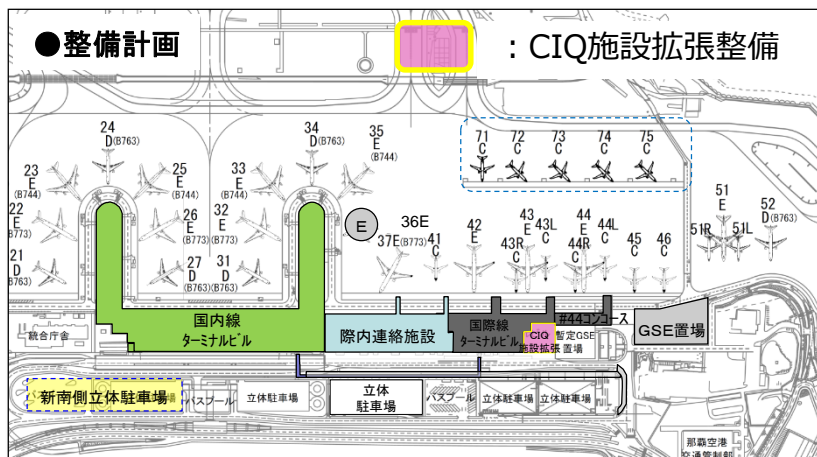 ●整備計画
：CIQ施設拡張整備
24
D(B763)
34
D(B763)
35
E
(B744)
23
E
(B744)
25
E
(B744)
33
E
(B744)
71
C
72
C
73
C
74
C
75
C
22
E
(B773)
26
E
(B773)
32
E
(B773)
E
36E
37E(B773)
41
C
42
E
43
E
43L
C
43R
C
44
E
44L
C
44R
C
45
C
46
C
51
E
51R
51L
52
D(B763)
21
D
(B763)
27
D
(B763)
31
D
(B763)
国内線
ターミナルビル
際内連絡施設
国際線
ターミナルビル
#44コンコース
CIQ
施設拡張
暫定GSE
置場
GSE置場
統合庁舎
新南側立体駐車場
バスプール
立体駐車場
立体
駐車場
バスプール
立体駐車場
立体駐車場
那覇空港
交通管制部